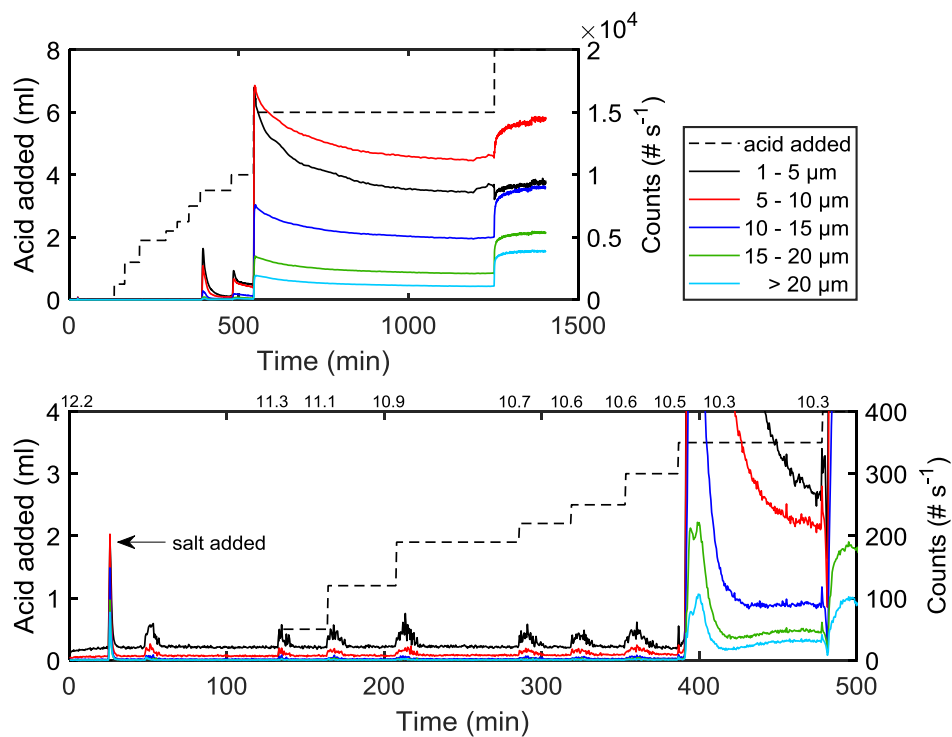 ×10⁴
8
6
4
2
0
Acid added (ml)
2
1.5
1
0.5
0
Counts (# s⁻¹)
0
500
1000
1500
Time (min)
acid added
1 - 5 µm
5 - 10 µm
10 - 15 µm
15 - 20 µm
> 20 µm
12.2 11.3 11.1 10.9 10.7 10.6 10.6 10.5 10.3 10.3
4
3
2
1
0
Acid added (ml)
salt added
400
300
200
100
0
Counts (# s⁻¹)
0
100
200
300
400
500
Time (min)